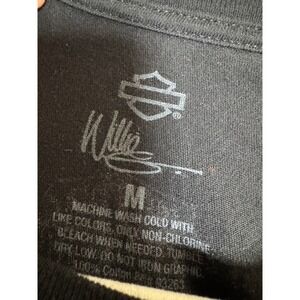 Willie
M
MACHINE WASH COLD WITH
LIKE COLORS, ONLY NON-CHLORINE
BLEACH WHEN NEEDED, TUMBLE
DRY LOW, DO NOT IRON GRAPHIC.
100% Cotton 03263